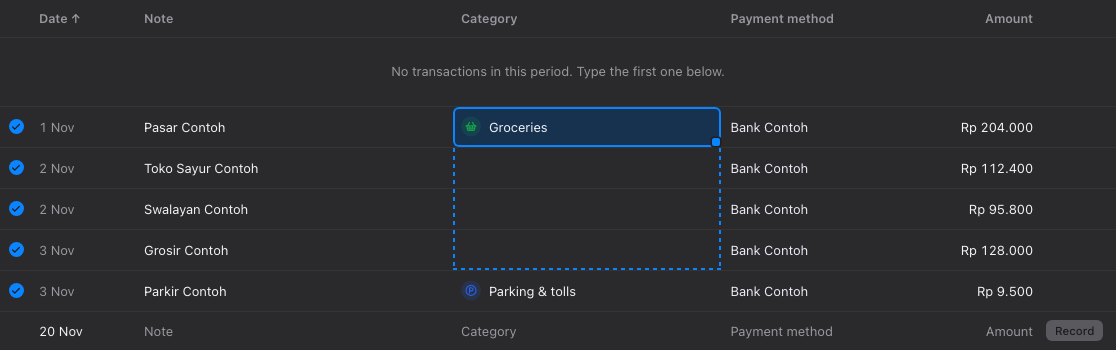 Date ↑ Note Category Payment method Amount
No transactions in this period. Type the first one below.
1 Nov Pasar Contoh Groceries Bank Contoh Rp 204.000
2 Nov Toko Sayur Contoh Bank Contoh Rp 112.400
2 Nov Swalayan Contoh Bank Contoh Rp 95.800
3 Nov Grosir Contoh Bank Contoh Rp 128.000
3 Nov Parkir Contoh Parking & tolls Bank Contoh Rp 9.500
20 Nov Note Category Payment method Amount Record